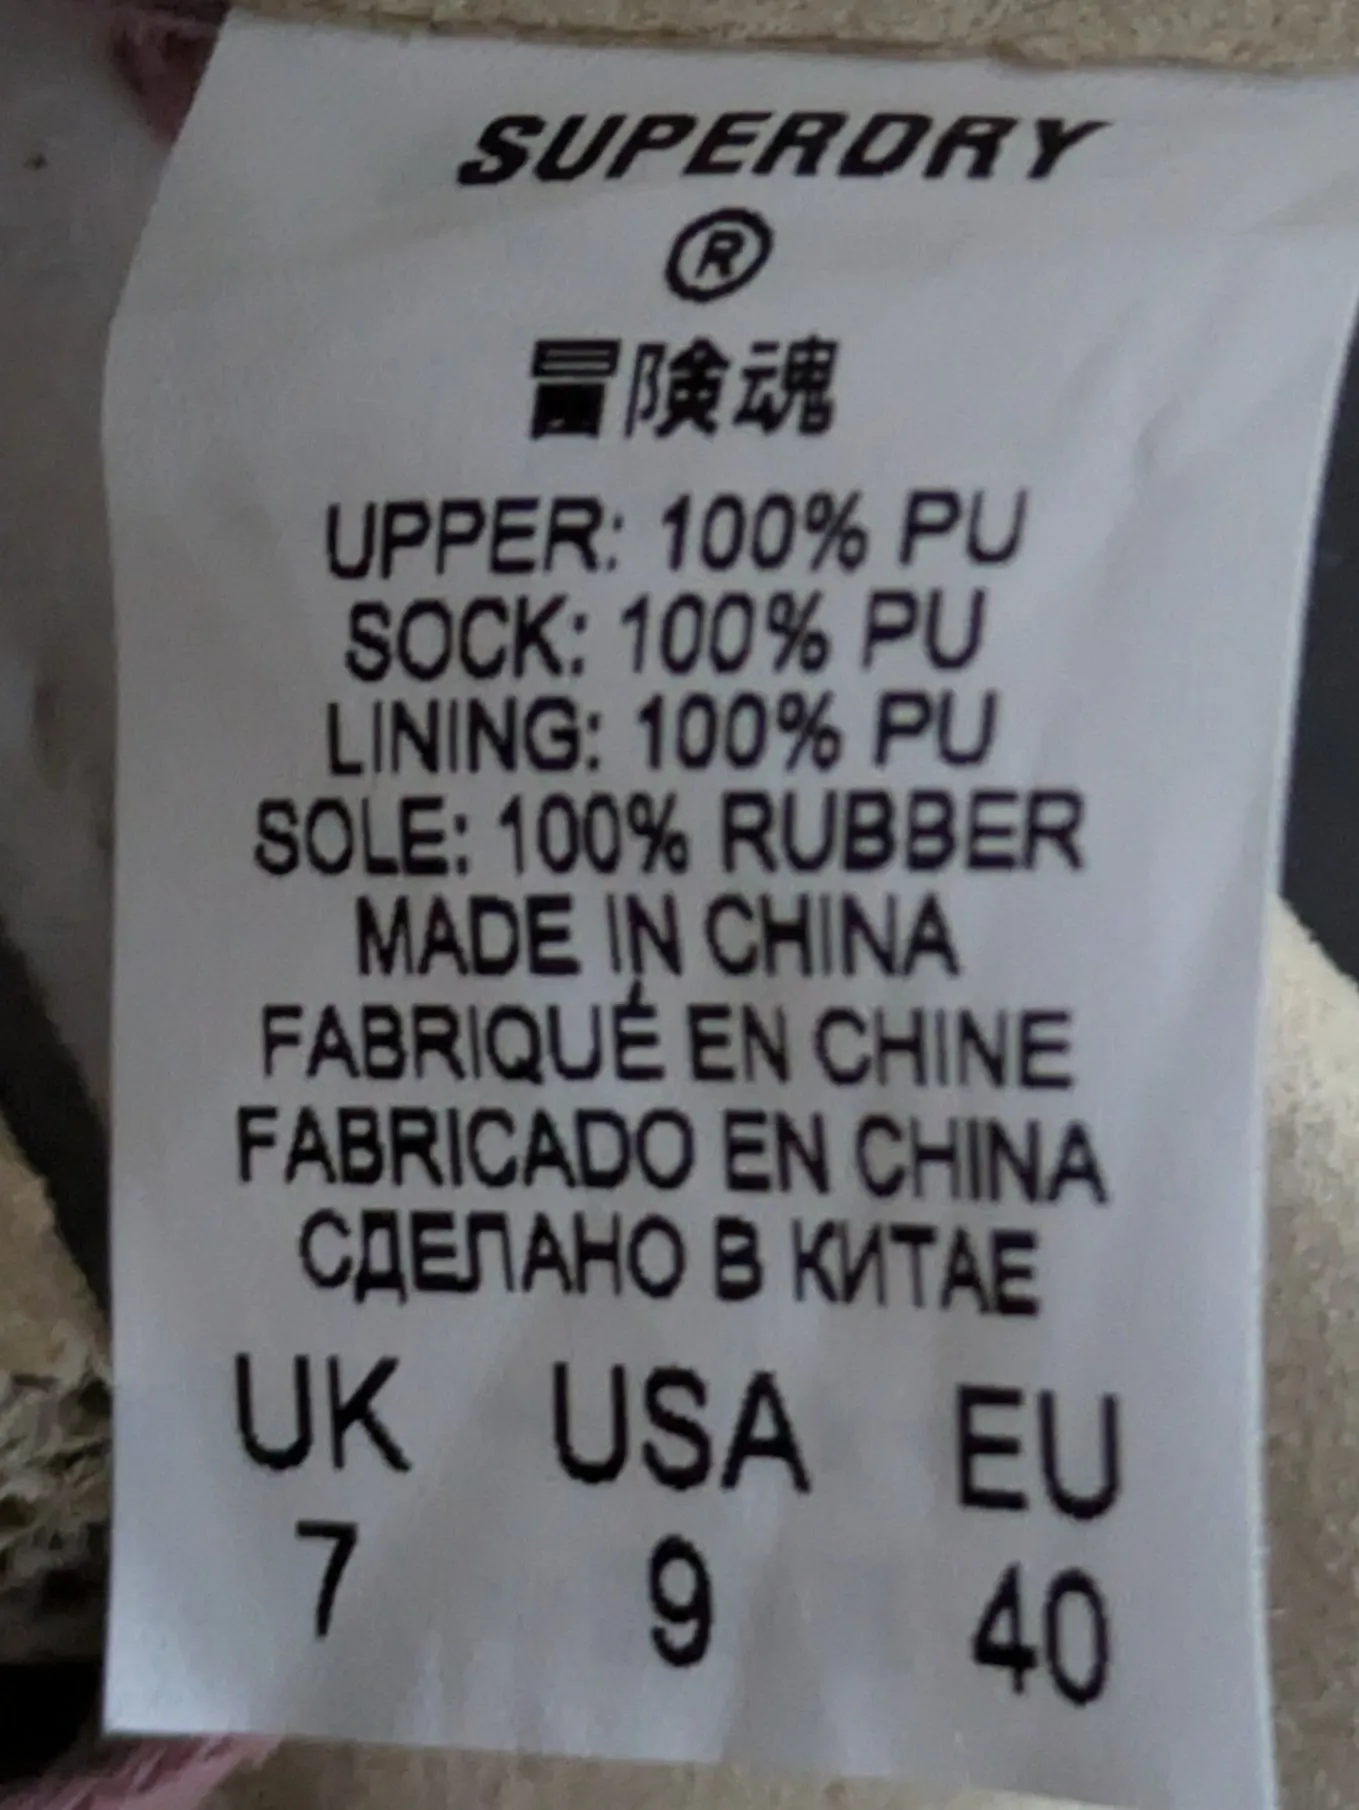 SUPERDRY
®
冒険魂
UPPER: 100% PU
SOCK: 100% PU
LINING: 100% PU
SOLE: 100% RUBBER
MADE IN CHINA
FABRIQUÉ EN CHINE
FABRICADO EN CHINA
СДЕЛАНО В КИТАЕ
UK USA EU
7 9 40